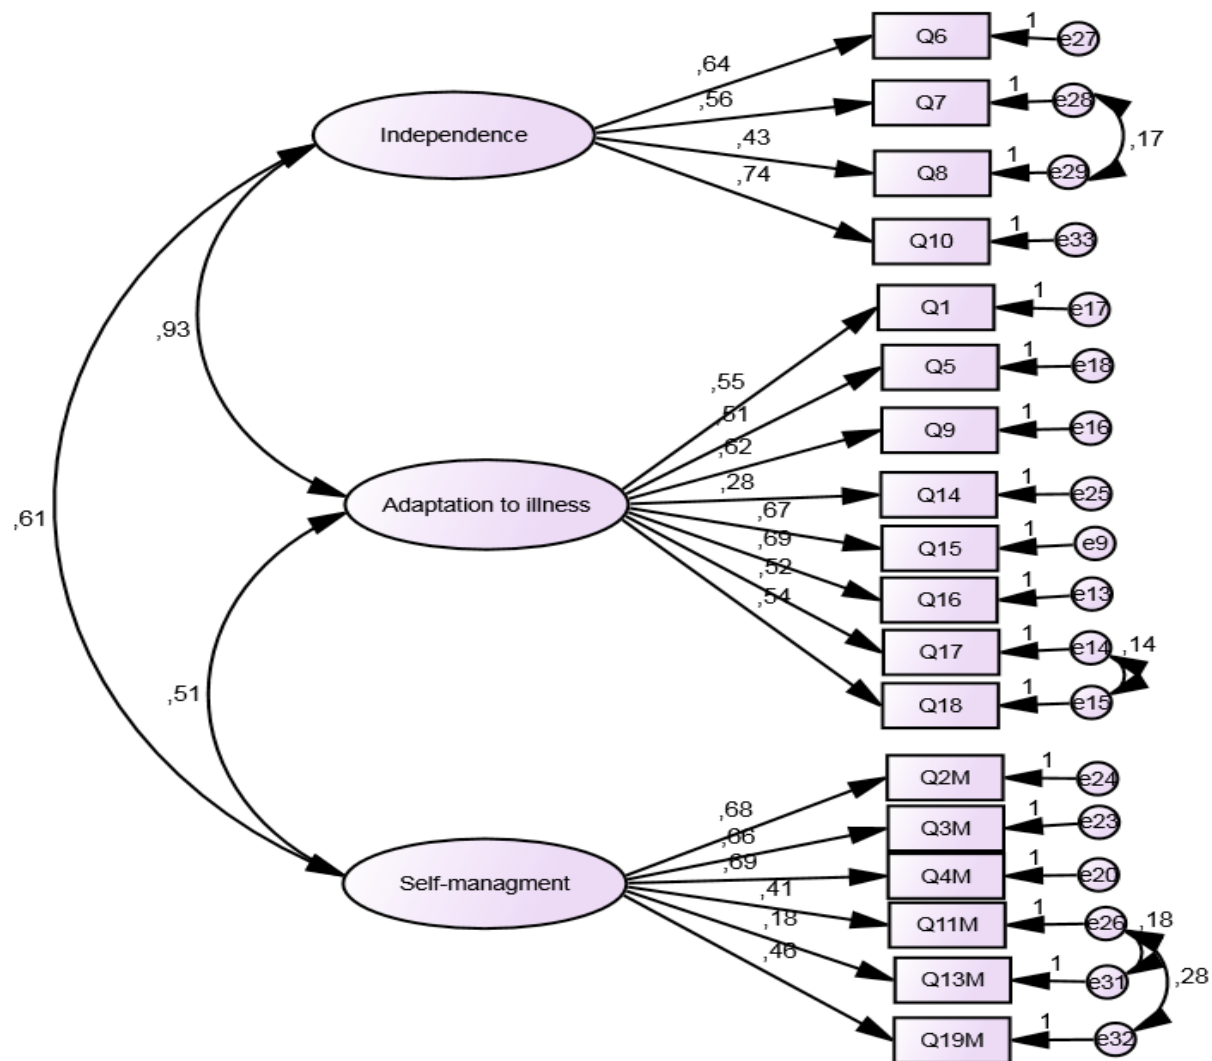 Q6
1
e27
,64
Independence
,56
Q7
1
e28
,17
,43
Q8
1
e29
,74
Q10
1
e33
Q1
1
e17
,93
,55
Q5
1
e18
,51
Q9
1
e16
,62
,28
Q14
1
e25
Adaptation to illness
,67
Q15
1
e9
,61
,69
Q16
1
e13
,52
,54
Q17
1
e14
,14
Q18
1
e15
,51
Q2M
1
e24
,68
Q3M
1
e23
,69
Q4M
1
e20
Self-managment
,41
Q11M
1
e26
,18
,18
Q13M
1
e31
,28
,46
Q19M
1
e32